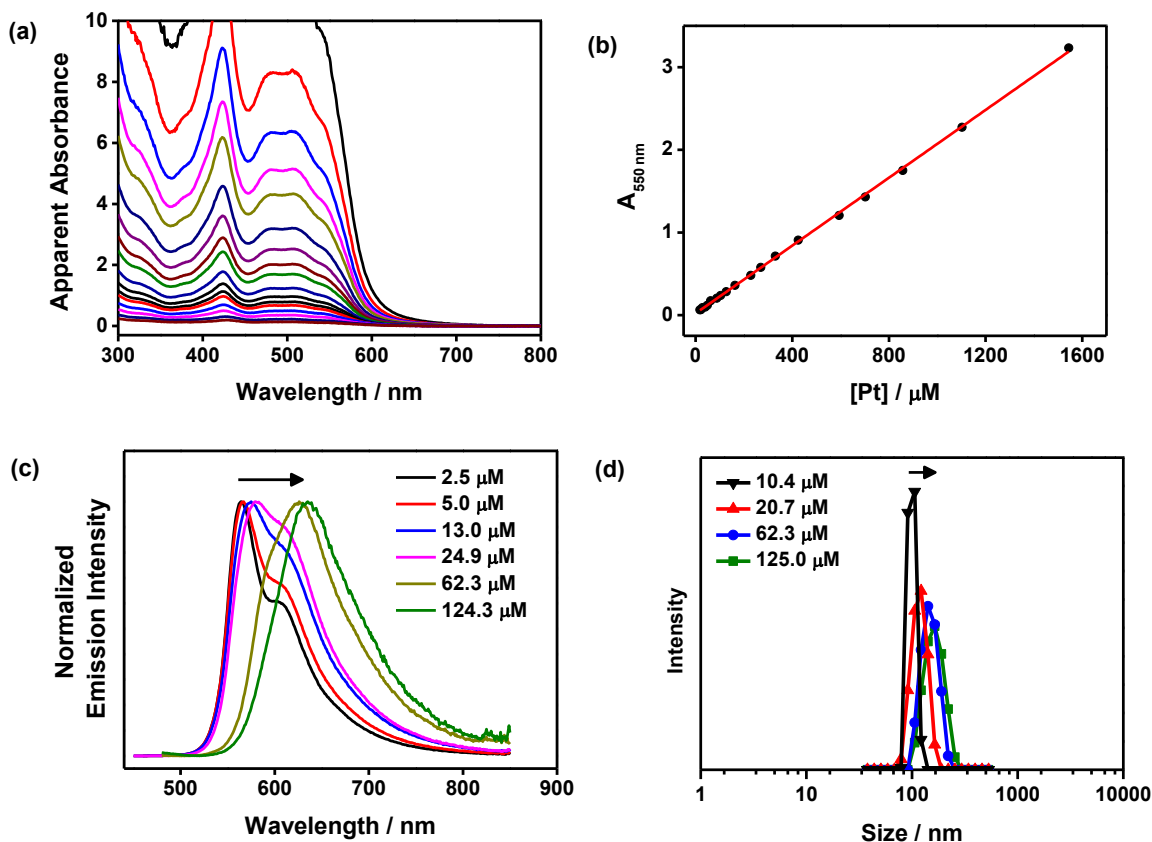 (a)
10
8
6
4
2
0
Apparent Absorbance
300 400 500 600 700 800
Wavelength / nm
(b)
3
2
1
0
A550 nm
0 400 800 1200 1600
[Pt] / μM
(c)
2.5 μM
5.0 μM
13.0 μM
24.9 μM
62.3 μM
124.3 μM
Normalized
Emission Intensity
500 600 700 800 900
Wavelength / nm
(d)
10.4 μM
20.7 μM
62.3 μM
125.0 μM
Intensity
1 10 100 1000 10000
Size / nm